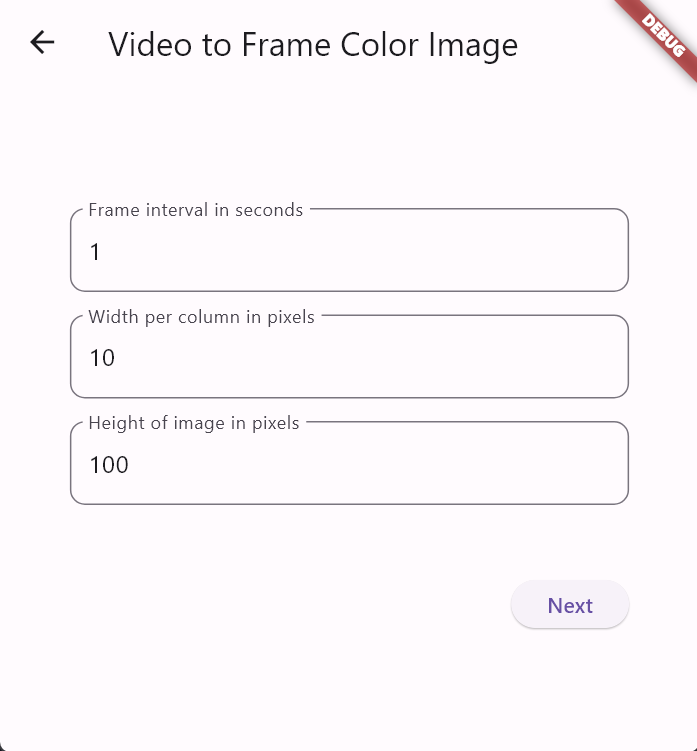 Video to Frame Color Image
DEBUG
Frame interval in seconds
1
Width per column in pixels
10
Height of image in pixels
100
Next